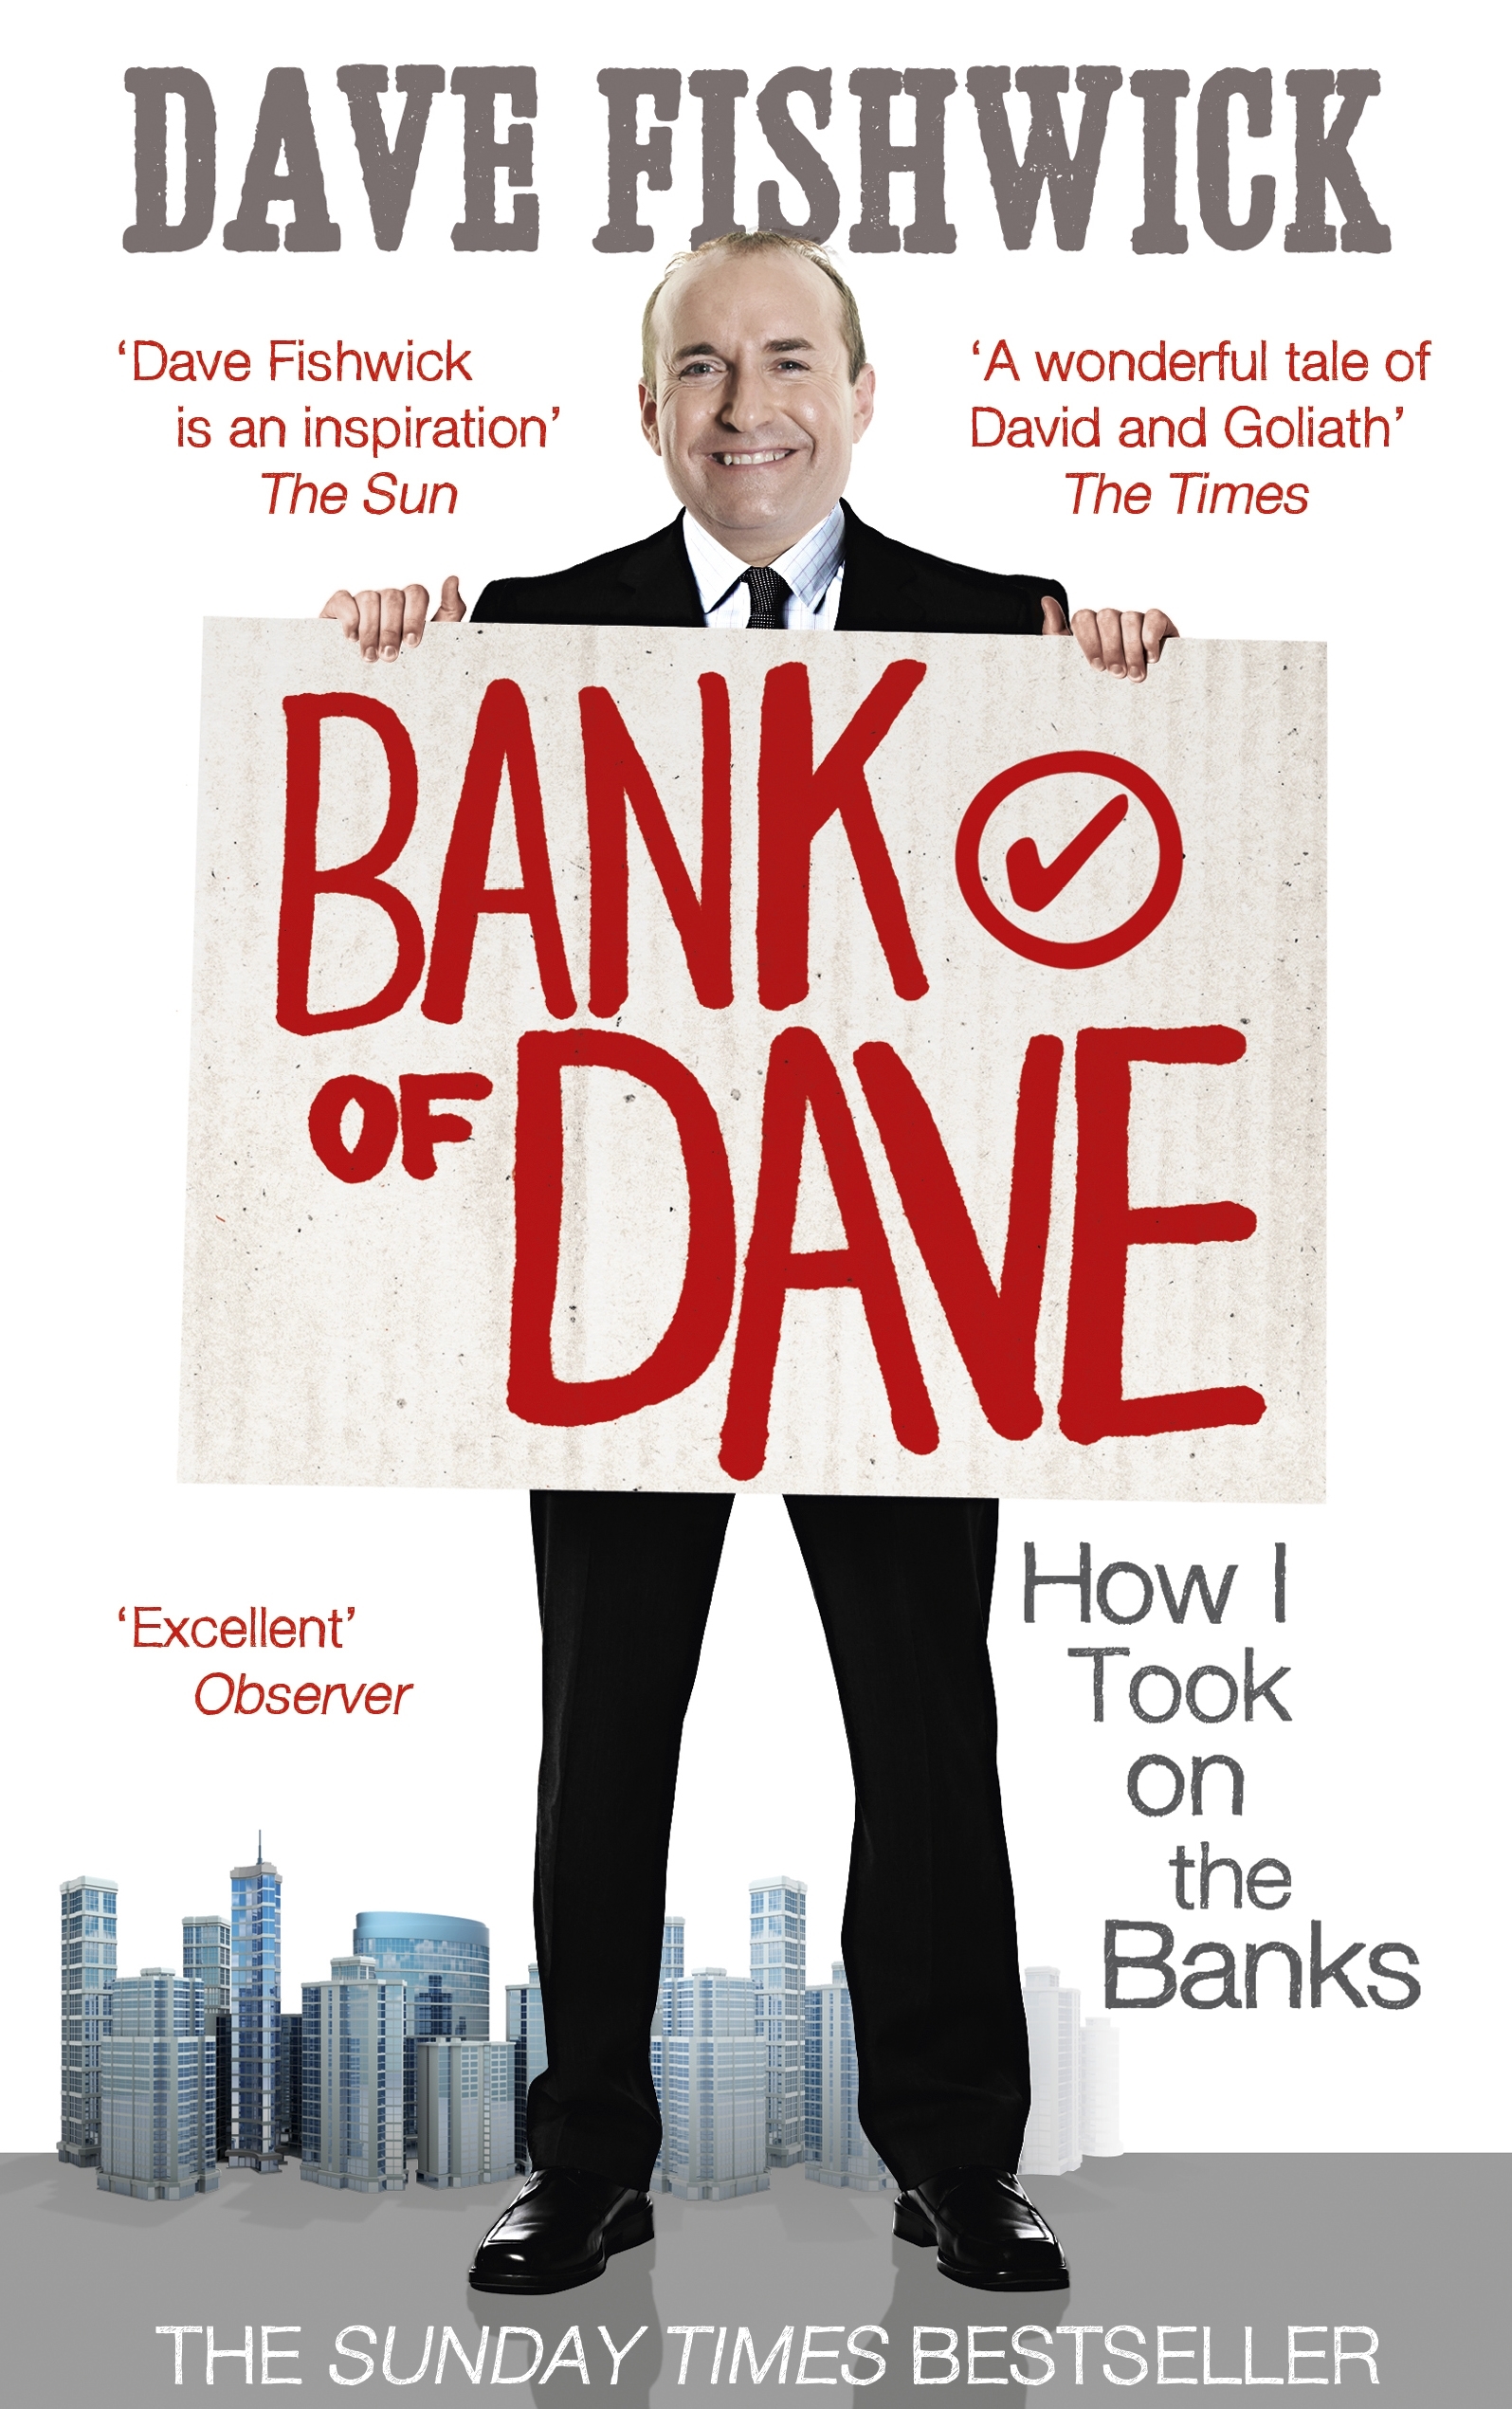 DAVE FISHWICK
‘Dave Fishwick
is an inspiration’
The Sun
‘A wonderful tale of
David and Goliath’
The Times
BANK
OF DAVE
‘Excellent’
Observer
How I
Took
on
the
Banks
THE SUNDAY TIMES BESTSELLER